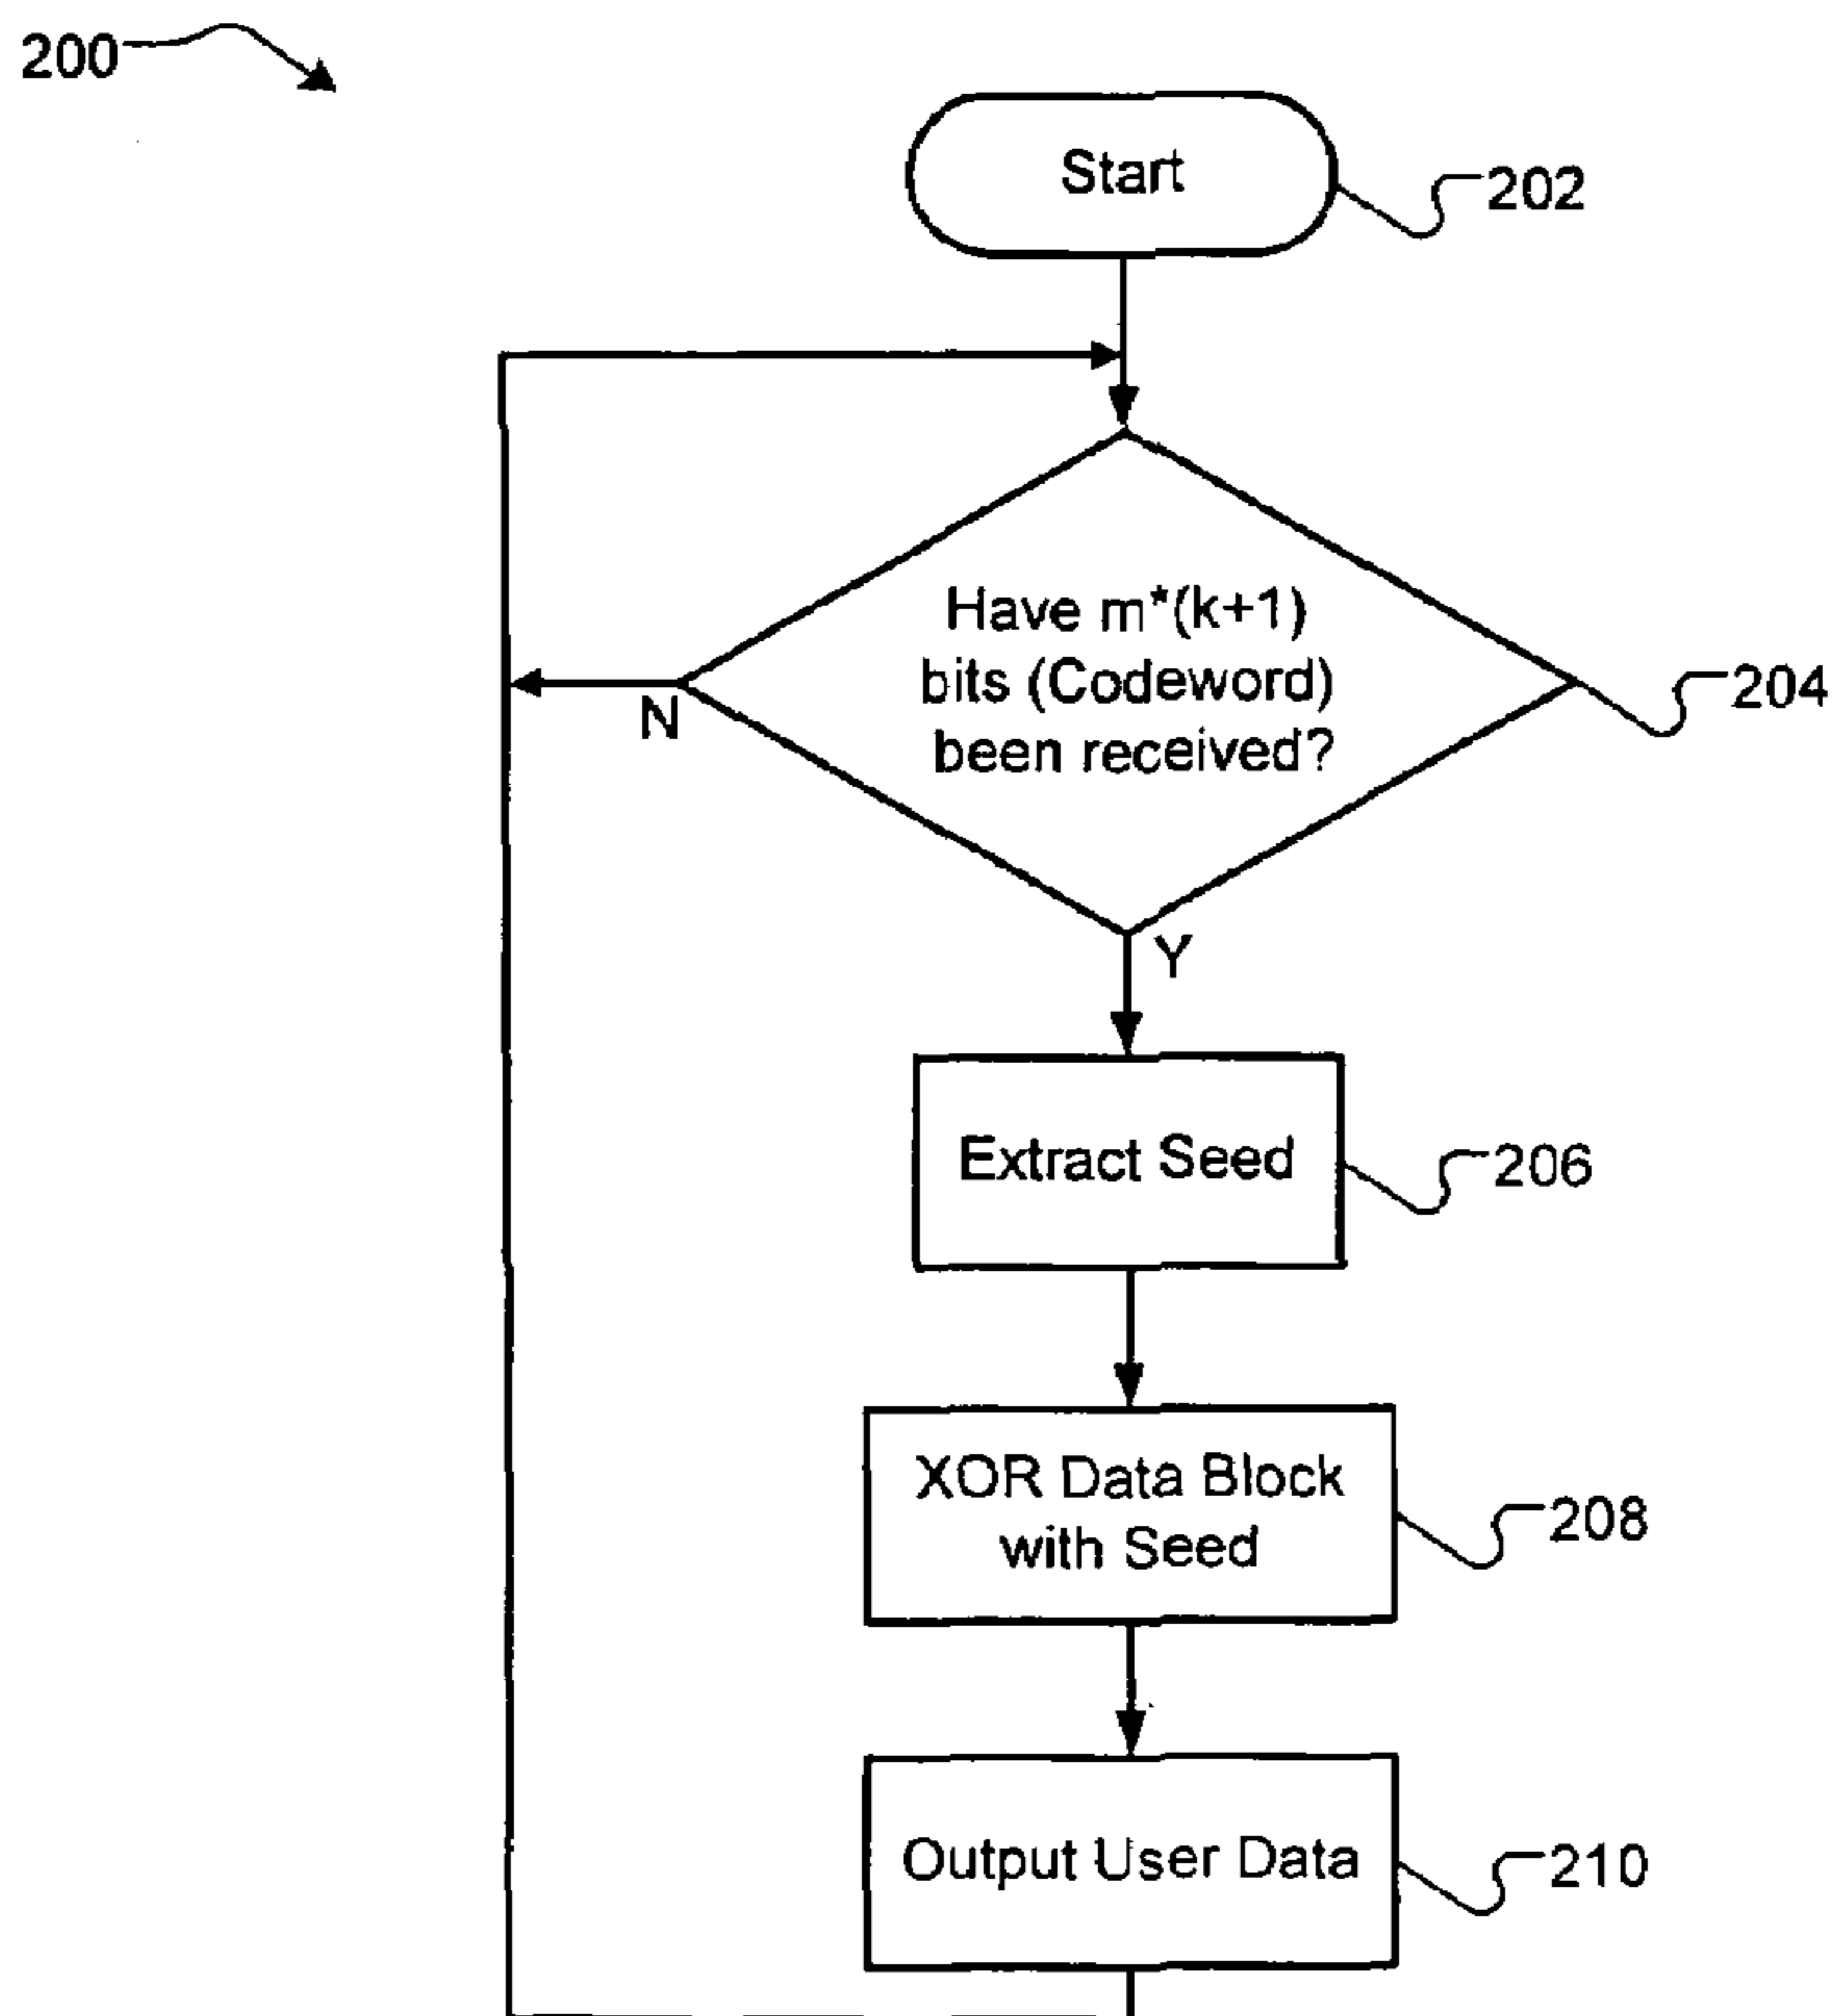 200
Start
202
Have m*(k+1)
bits (Codeword)
been received?
204
N
Y
Extract Seed
206
XOR Data Block
with Seed
208
Output User Data
210